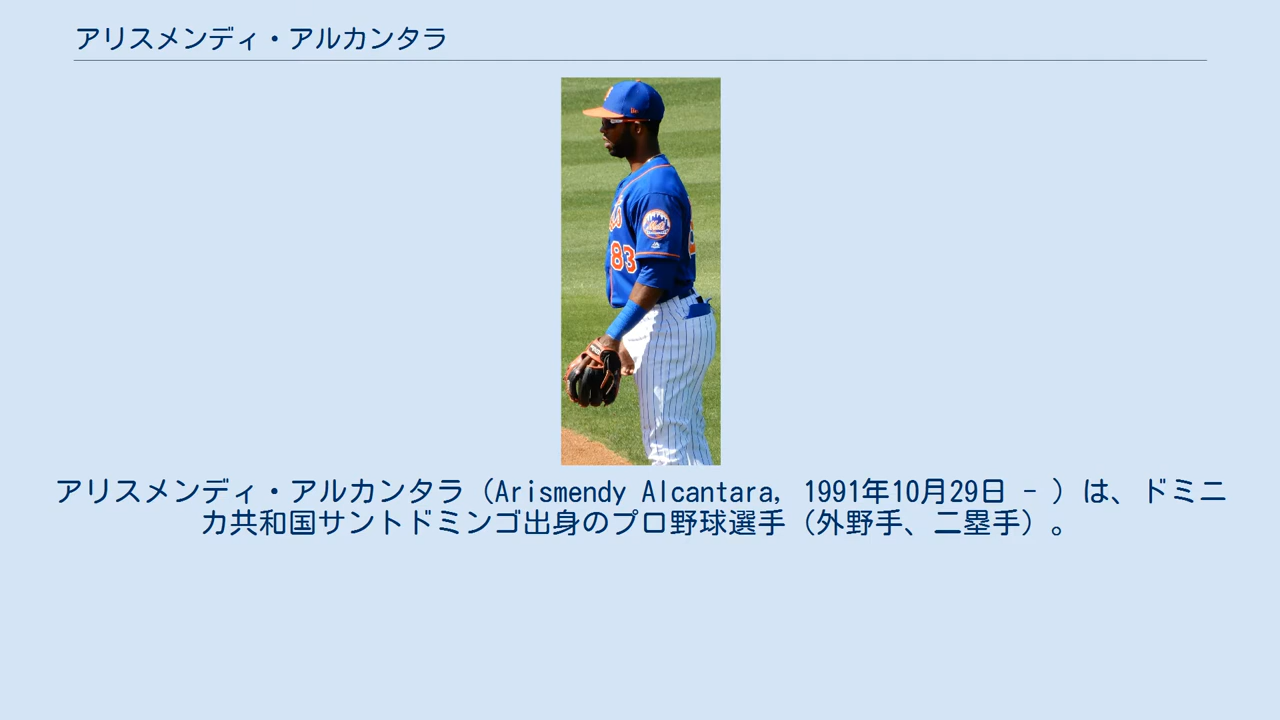 アリスメンディ・アルカンタラ
83
アリスメンディ・アルカンタラ（Arismendy Alcantara, 1991年10月29日 - ）は、ドミニ
カ共和国サントドミンゴ出身のプロ野球選手（外野手、二塁手）。